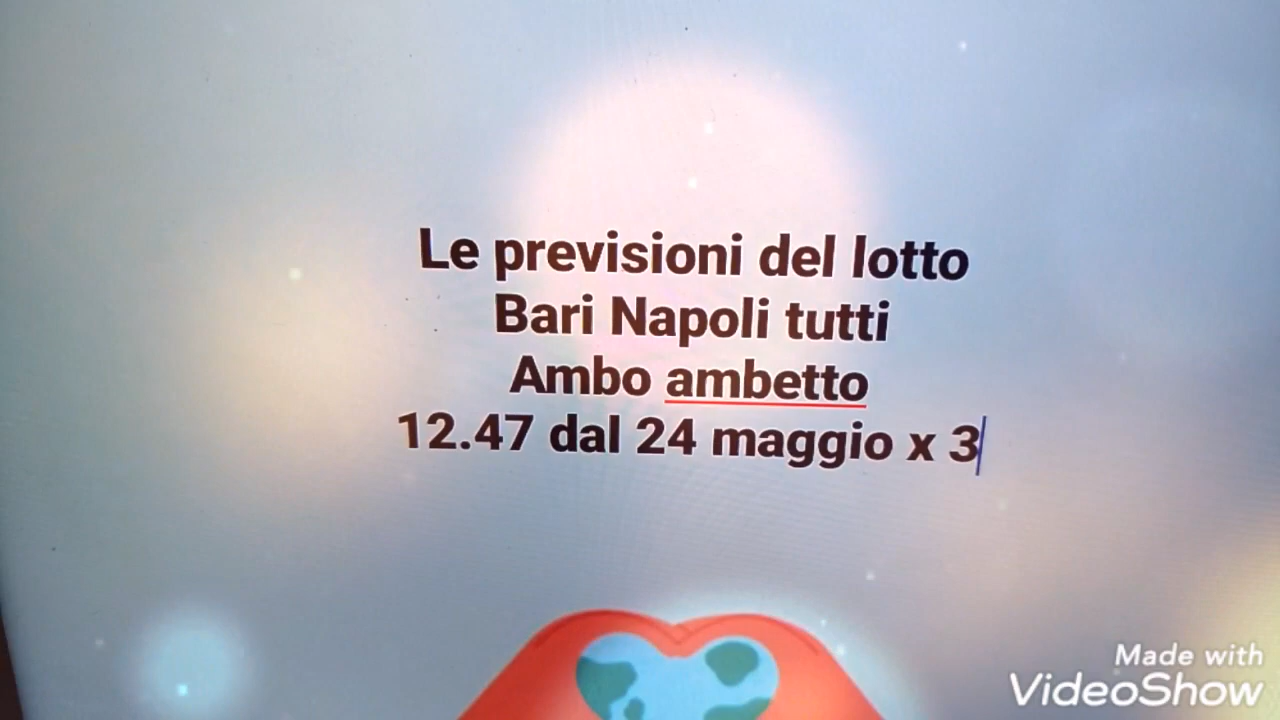 Le previsioni del lotto
Bari Napoli tutti
Ambo ambetto
12.47 dal 24 maggio x 3
Made with
VideoShow